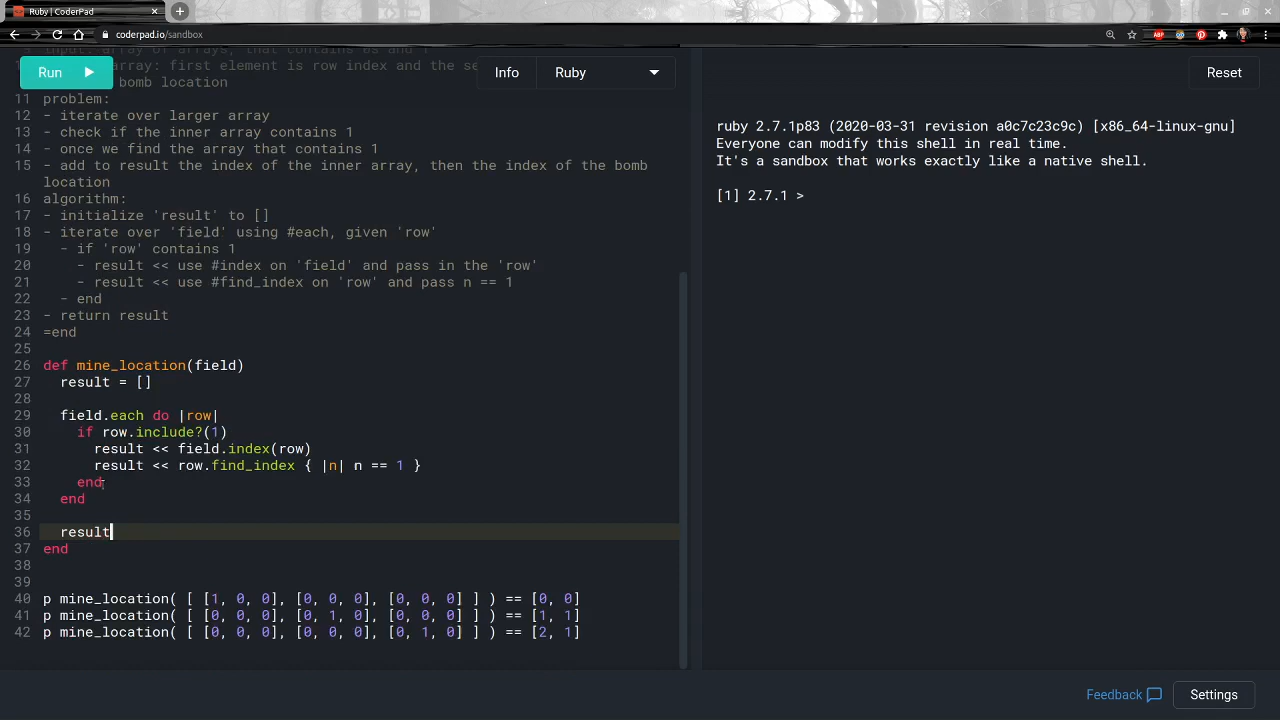 Ruby | CoderPad
coderpad.io/sandbox
Run
Info
Ruby
Reset
input: array of arrays, that contains 0s and 1
array: first element is row index and the se
bomb location
11 problem:
12 - iterate over larger array
13 - check if the inner array contains 1
14 - once we find the array that contains 1
15 - add to result the index of the inner array, then the index of the bomb
location
16 algorithm:
17 - initialize 'result' to []
18 - iterate over 'field' using #each, given 'row'
19 - if 'row' contains 1
20 - result << use #index on 'field' and pass in the 'row'
21 - result << use #find_index on 'row' and pass n == 1
22 - end
23 - return result
24 =end
25
26 def mine_location(field)
27 result = []
28
29 field.each do |row|
30 if row.include?(1)
31 result << field.index(row)
32 result << row.find_index { |n| n == 1 }
33 end
34 end
35
36 result
37 end
38
39
40 p mine_location( [ [1, 0, 0], [0, 0, 0], [0, 0, 0] ] ) == [0, 0]
41 p mine_location( [ [0, 0, 0], [0, 1, 0], [0, 0, 0] ] ) == [1, 1]
42 p mine_location( [ [0, 0, 0], [0, 0, 0], [0, 1, 0] ] ) == [2, 1]
ruby 2.7.1p83 (2020-03-31 revision a0c7c23c9c) [x86_64-linux-gnu]
Everyone can modify this shell in real time.
It's a sandbox that works exactly like a native shell.
[1] 2.7.1 >
Feedback
Settings